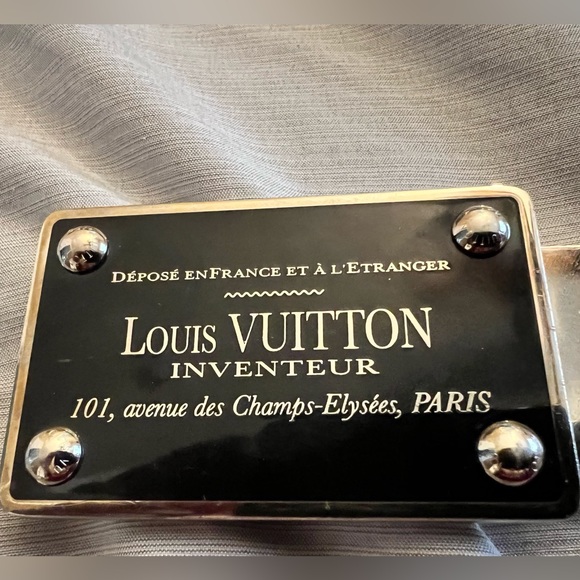 DÉPOSÉ ENFRANCE ET À L'ETRANGER
LOUIS VUITTON
INVENTEUR
101, avenue des Champs-Elysées, PARIS